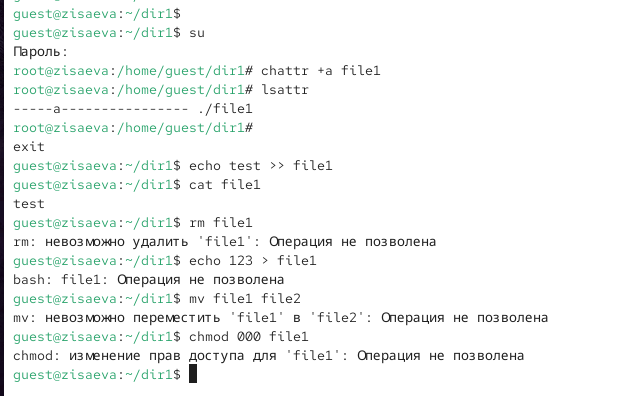 guest@zisaeva:~/dir1$
guest@zisaeva:~/dir1$ su
Пароль:
root@zisaeva:/home/guest/dir1# chattr +a file1
root@zisaeva:/home/guest/dir1# lsattr
-----a---------------- ./file1
root@zisaeva:/home/guest/dir1#
exit
guest@zisaeva:~/dir1$ echo test >> file1
guest@zisaeva:~/dir1$ cat file1
test
guest@zisaeva:~/dir1$ rm file1
rm: невозможно удалить 'file1': Операция не позволена
guest@zisaeva:~/dir1$ echo 123 > file1
bash: file1: Операция не позволена
guest@zisaeva:~/dir1$ mv file1 file2
mv: невозможно переместить 'file1' в 'file2': Операция не позволена
guest@zisaeva:~/dir1$ chmod 000 file1
chmod: изменение прав доступа для 'file1': Операция не позволена
guest@zisaeva:~/dir1$